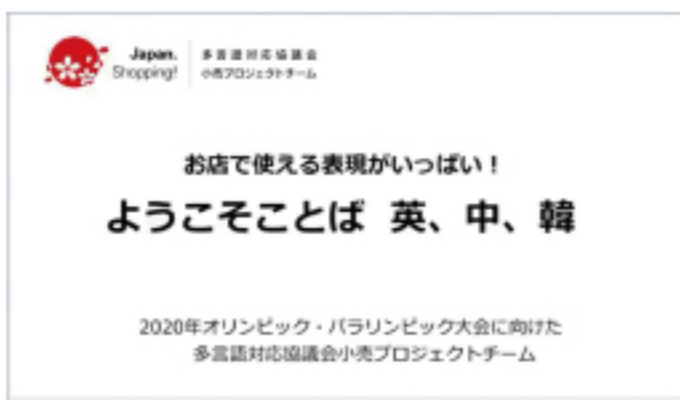 Japan.
Shopping!
多言語対応協議会
小売プロジェクトチーム
お店で使える表現がいっぱい！
ようこそことば 英、中、韓
2020年オリンピック・パラリンピック大会に向けた
多言語対応協議会小売プロジェクトチーム